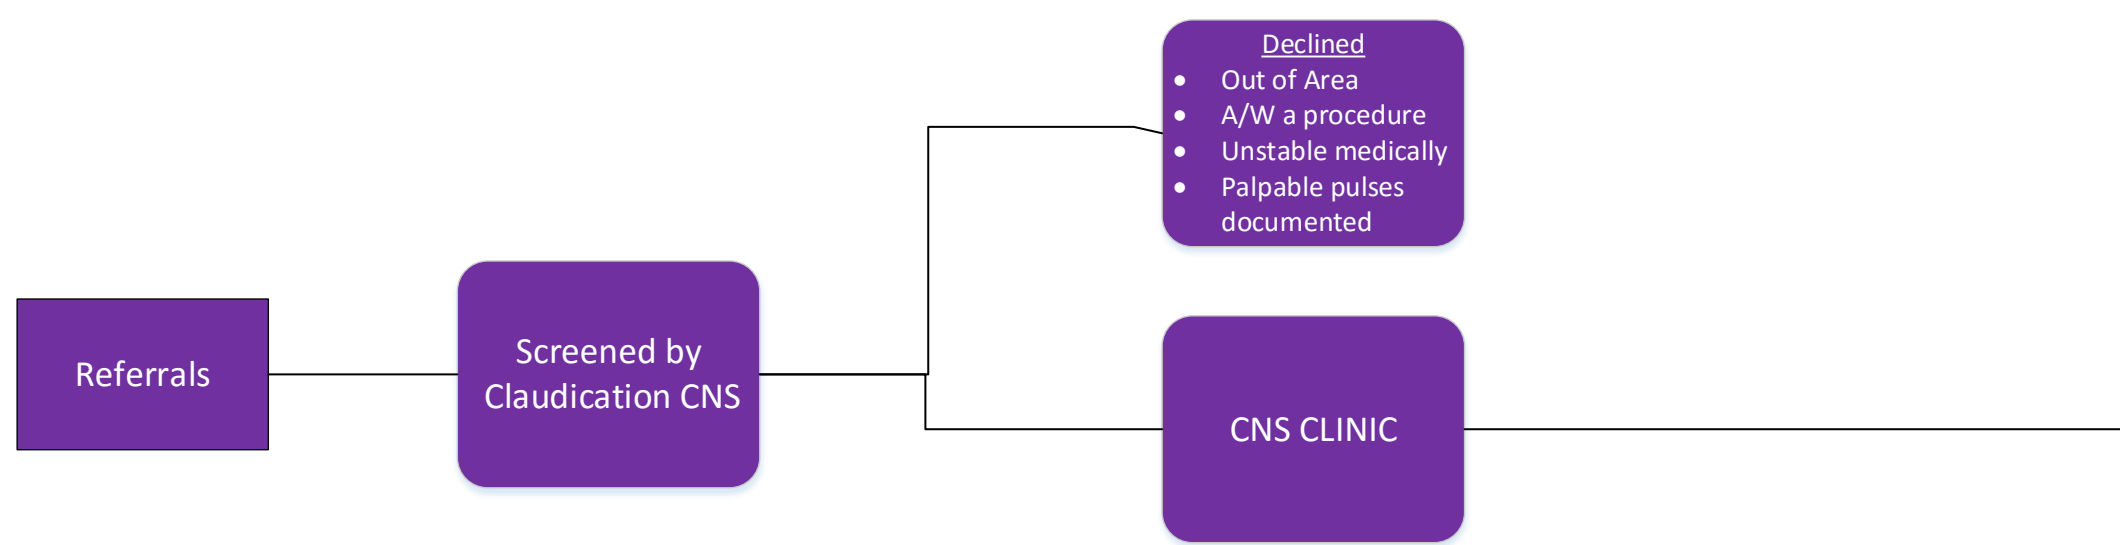 Declined
• Out of Area
• A/W a procedure
• Unstable medically
• Palpable pulses
documented
Referrals
Screened by
Claudication CNS
CNS CLINIC